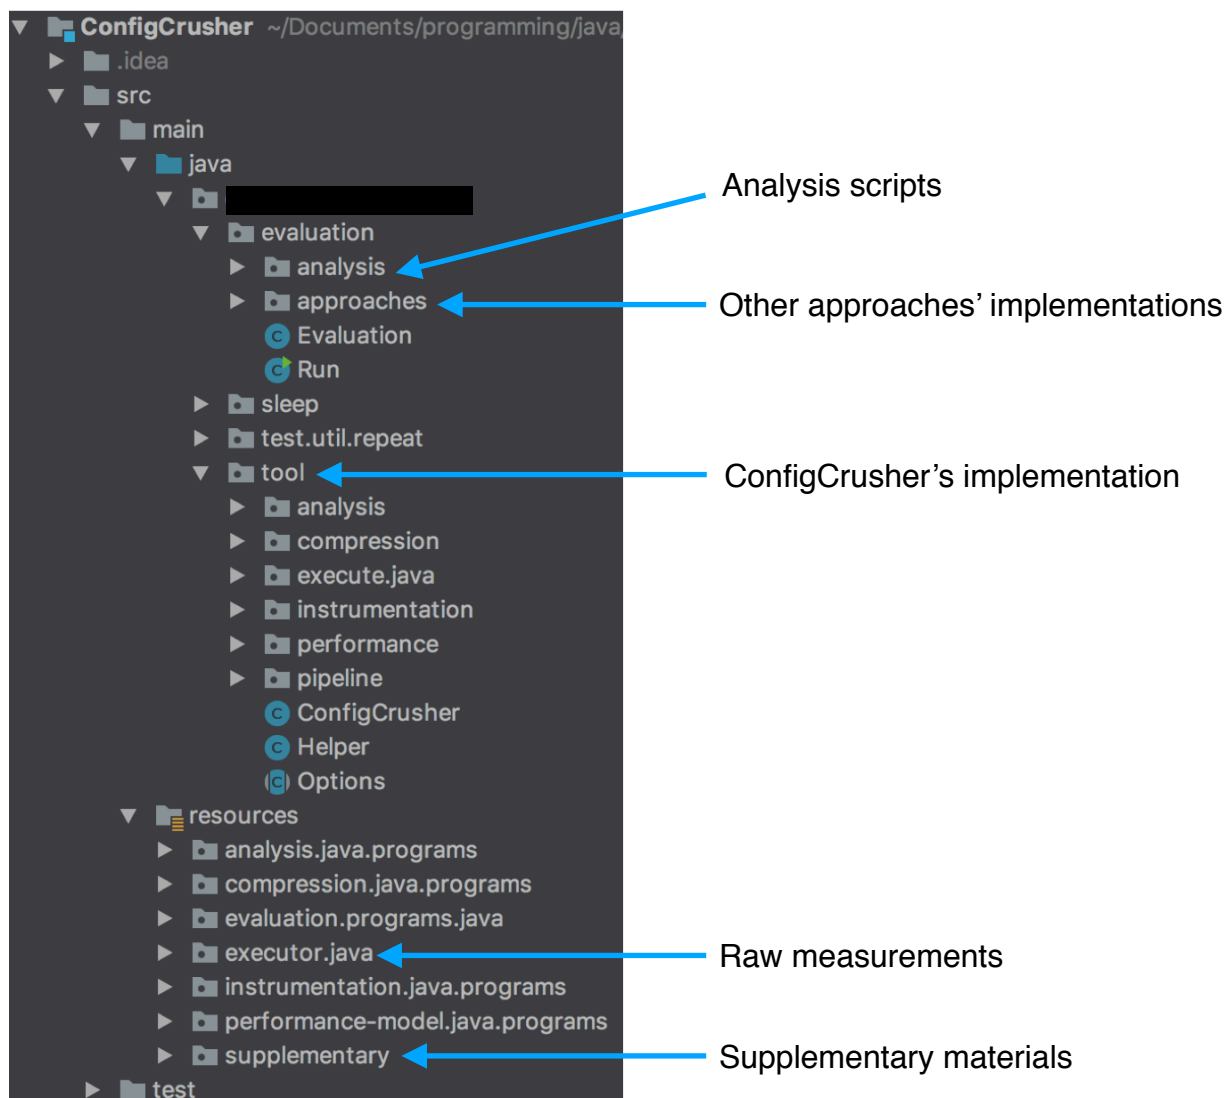 ConfigCrusher ~/Documents/programming/java/
.idea
src
main
java
evaluation
analysis
approaches
Evaluation
Run
sleep
test.util.repeat
tool
analysis
compression
execute.java
instrumentation
performance
pipeline
ConfigCrusher
Helper
Options
resources
analysis.java.programs
compression.java.programs
evaluation.programs.java
executor.java
instrumentation.java.programs
performance-model.java.programs
supplementary
test
Analysis scripts
Other approaches’ implementations
ConfigCrusher’s implementation
Raw measurements
Supplementary materials